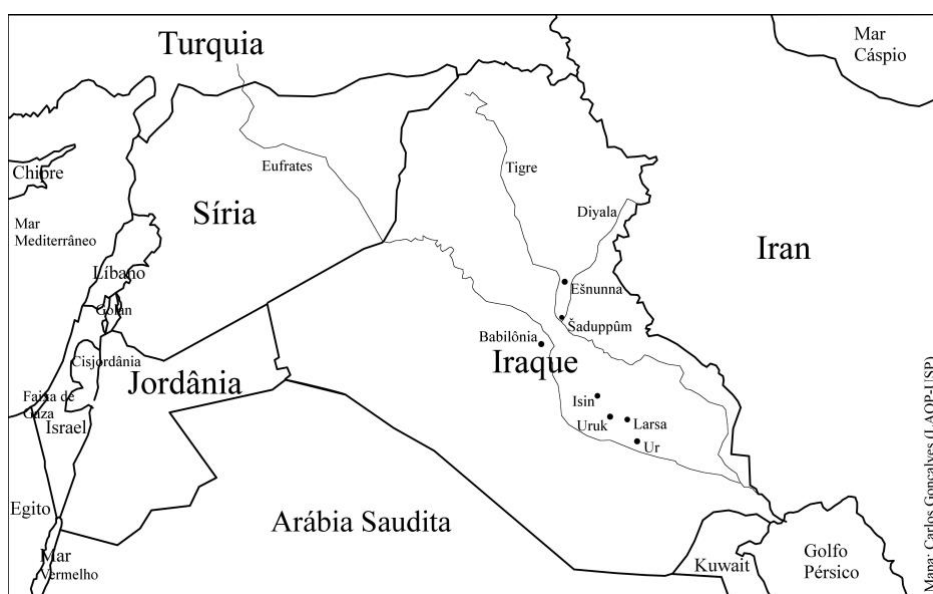 Turquia
Mar
Cáspio
Eufrates
Tigre
Chipre
Síria
Diyala
Mar
Mediterrâneo
Iran
Líbano
Ešnunna
Golán
Šaduppûm
Babilônia
Cisjordânia
Iraque
Jordânia
Faixa de
Gaza
Israel
Isin
Uruk
Larsa
Ur
Egito
Arábia Saudita
Mar
Vermelho
Kuwait
Golfo
Pérsico
Mapa: Carlos Gonçalves (LAOP-USP)